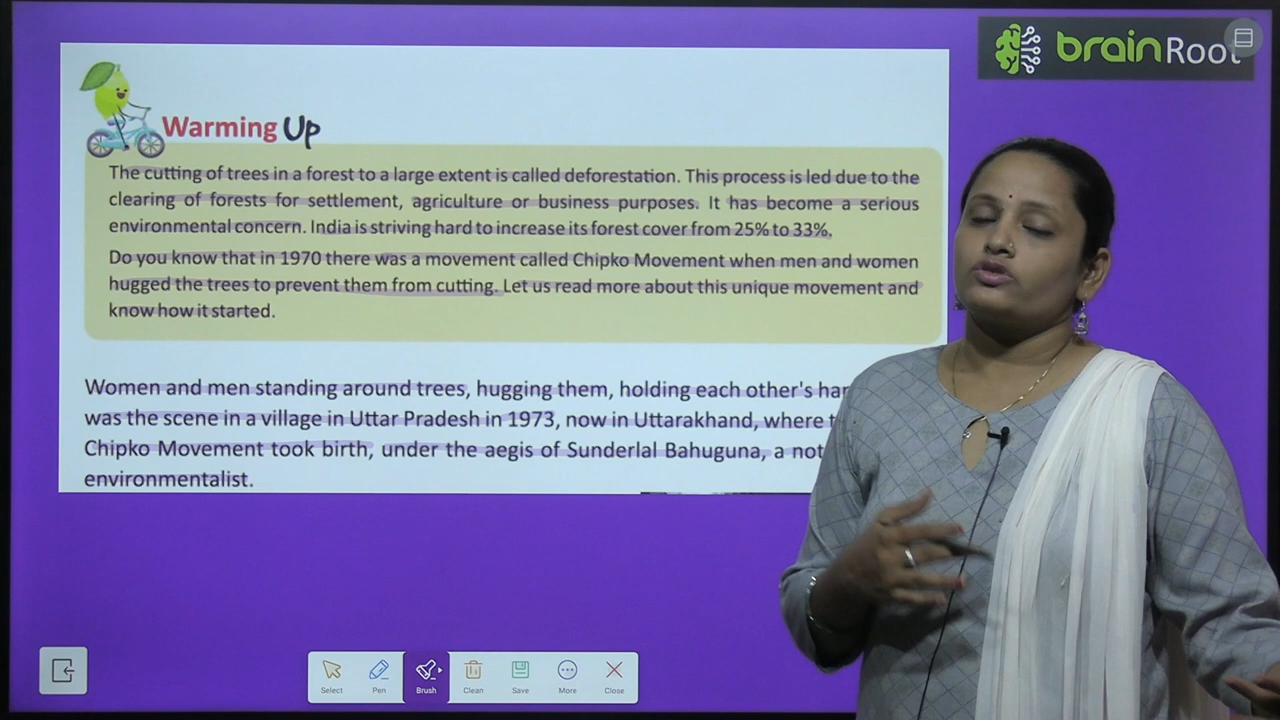 brainRoot
Warming Up
The cutting of trees in a forest to a large extent is called deforestation. This process is led due to the
clearing of forests for settlement, agriculture or business purposes. It has become a serious
environmental concern. India is striving hard to increase its forest cover from 25% to 33%.
Do you know that in 1970 there was a movement called Chipko Movement when men and women
hugged the trees to prevent them from cutting. Let us read more about this unique movement and
know how it started.
Women and men standing around trees, hugging them, holding each other's
was the scene in a village in Uttar Pradesh in 1973, now in Uttarakhand, where
Chipko Movement took birth, under the aegis of Sunderlal Bahuguna, a
environmentalist.
Select Pen Brush Clean Save More Close